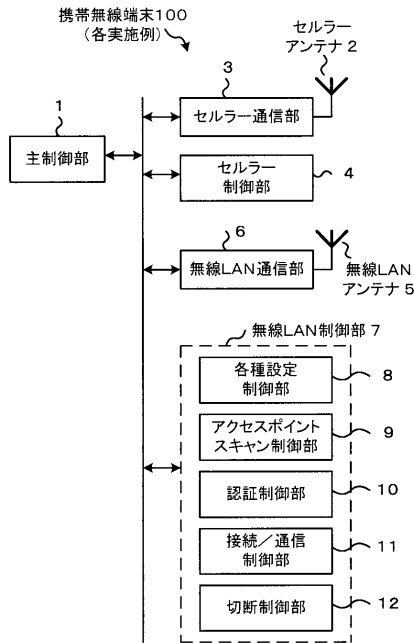 携帯無線端末100
(各実施例)
セルラー
アンテナ2
3
セルラー通信部
1
主制御部
セルラー
制御部
4
6
無線LAN通信部
無線LAN
アンテナ5
無線LAN制御部7
各種設定
制御部
8
アクセスポイント
スキャン制御部
9
認証制御部
10
接続/通信
制御部
11
切断制御部
12